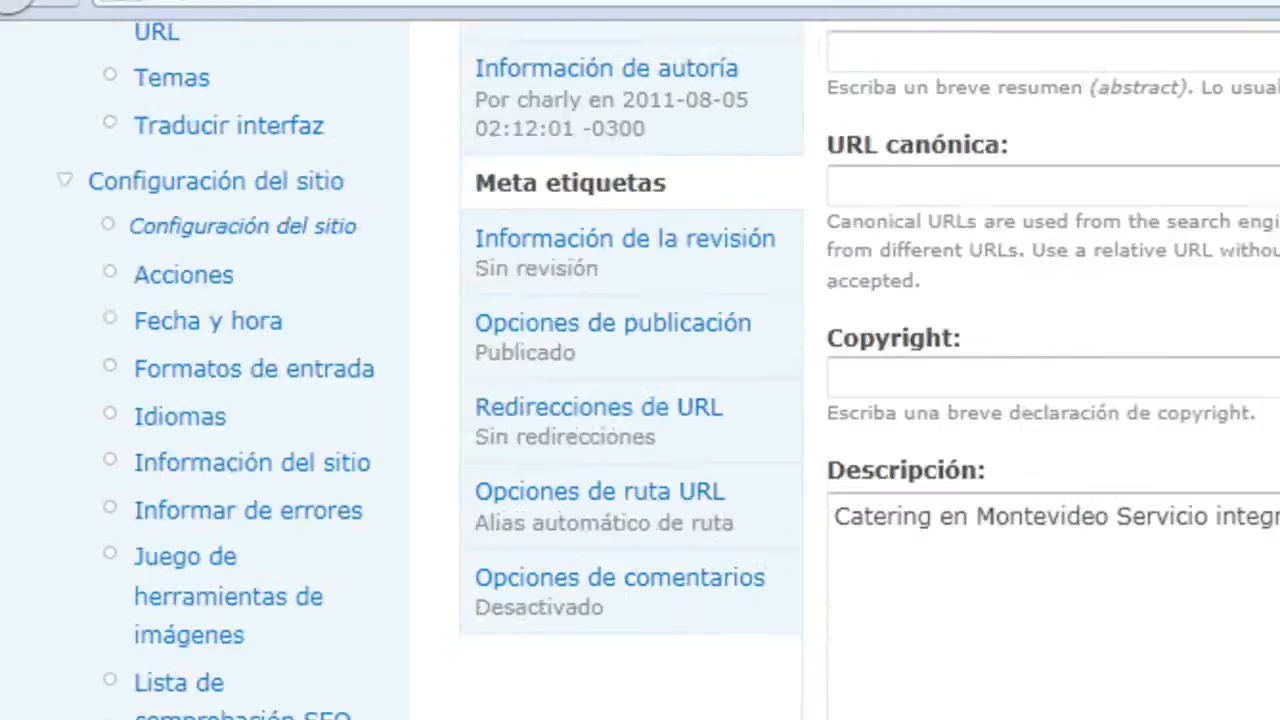 URL
Temas
Traducir interfaz
Configuración del sitio
Configuración del sitio
Acciones
Fecha y hora
Formatos de entrada
Idiomas
Información del sitio
Informar de errores
Juego de
herramientas de
imágenes
Lista de
comprobación SEO
Información de autoría
Por charly en 2011-08-05
02:12:01 -0300
Meta etiquetas
Información de la revisión
Sin revisión
Opciones de publicación
Publicado
Redirecciones de URL
Sin redirecciones
Opciones de ruta URL
Alias automático de ruta
Opciones de comentarios
Desactivado
Escriba un breve resumen (abstract). Lo usual
URL canónica:
Canonical URLs are used from the search engi
from different URLs. Use a relative URL withou
accepted.
Copyright:
Escriba una breve declaración de copyright.
Descripción:
Catering en Montevideo Servicio integr